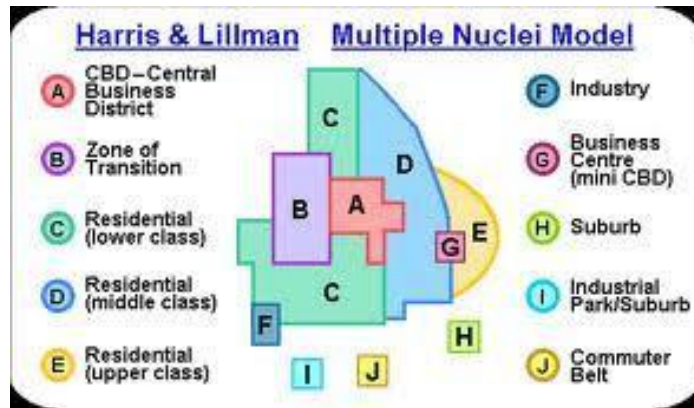 Harris & Lillman Multiple Nuclei Model
A CBD–Central
Business
District
B Zone of
Transition
C Residential
(lower class)
D Residential
(middle class)
E Residential
(upper class)
C
D
B
A
E
G
C
F
H
I
J
F Industry
G Business
Centre
(mini CBD)
H Suburb
I Industrial
Park/Suburb
J Commuter
Belt